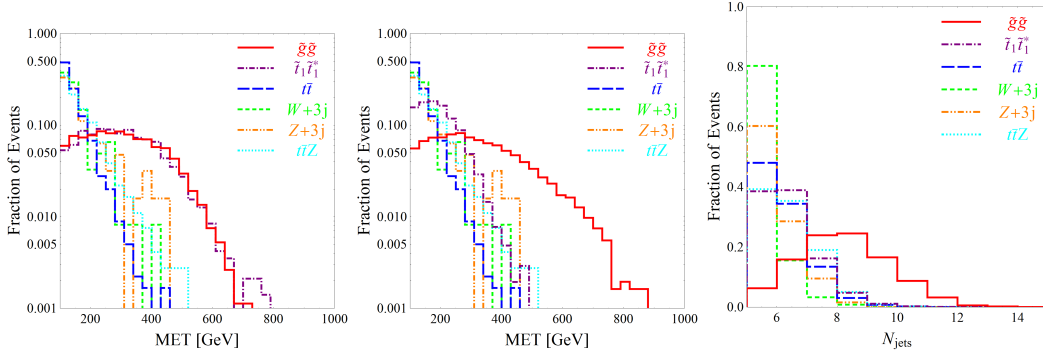 1.000
0.500
0.100
0.050
0.010
0.005
0.001
Fraction of Events
200 400 600 800 1000
MET [GeV]
g̃g̃
t̃₁t̃₁*
tt̄
W+3j
Z+3j
tt̄Z
1.000
0.500
0.100
0.050
0.010
0.005
0.001
Fraction of Events
200 400 600 800 1000
MET [GeV]
g̃g̃
t̃₁t̃₁*
tt̄
W+3j
Z+3j
tt̄Z
1.0
0.8
0.6
0.4
0.2
0.0
Fraction of Events
6 8 10 12 14
N_jets
g̃g̃
t̃₁t̃₁*
tt̄
W+3j
Z+3j
tt̄Z